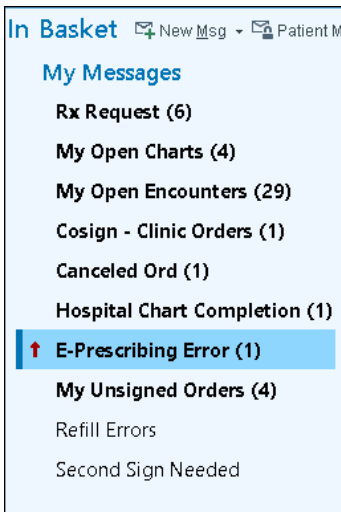 In Basket New Msg Patient M
My Messages
Rx Request (6)
My Open Charts (4)
My Open Encounters (29)
Cosign - Clinic Orders (1)
Canceled Ord (1)
Hospital Chart Completion (1)
E-Prescribing Error (1)
My Unsigned Orders (4)
Refill Errors
Second Sign Needed